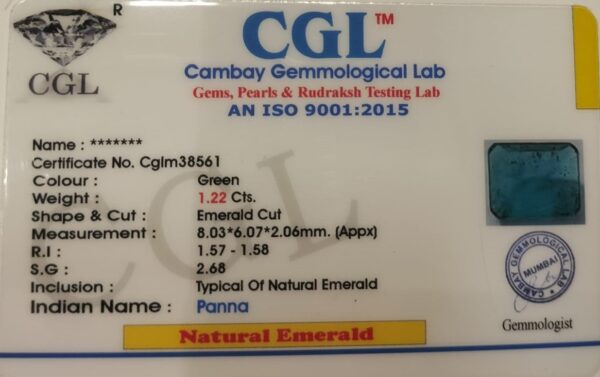 R
CGL
CGL™
Cambay Gemmological Lab
Gems, Pearls & Rudraksh Testing Lab
AN ISO 9001:2015
Name : *******
Certificate No. Cglm38561
Colour : Green
Weight : 1.22 Cts.
Shape & Cut : Emerald Cut
Measurement : 8.03*6.07*2.06mm. (Appx)
R.I : 1.57 - 1.58
S.G : 2.68
Inclusion : Typical Of Natural Emerald
Indian Name : Panna
CGL
CAMBAY GEMMOLOGICAL LAB
MUMBAI
Gemmologist
Natural Emerald